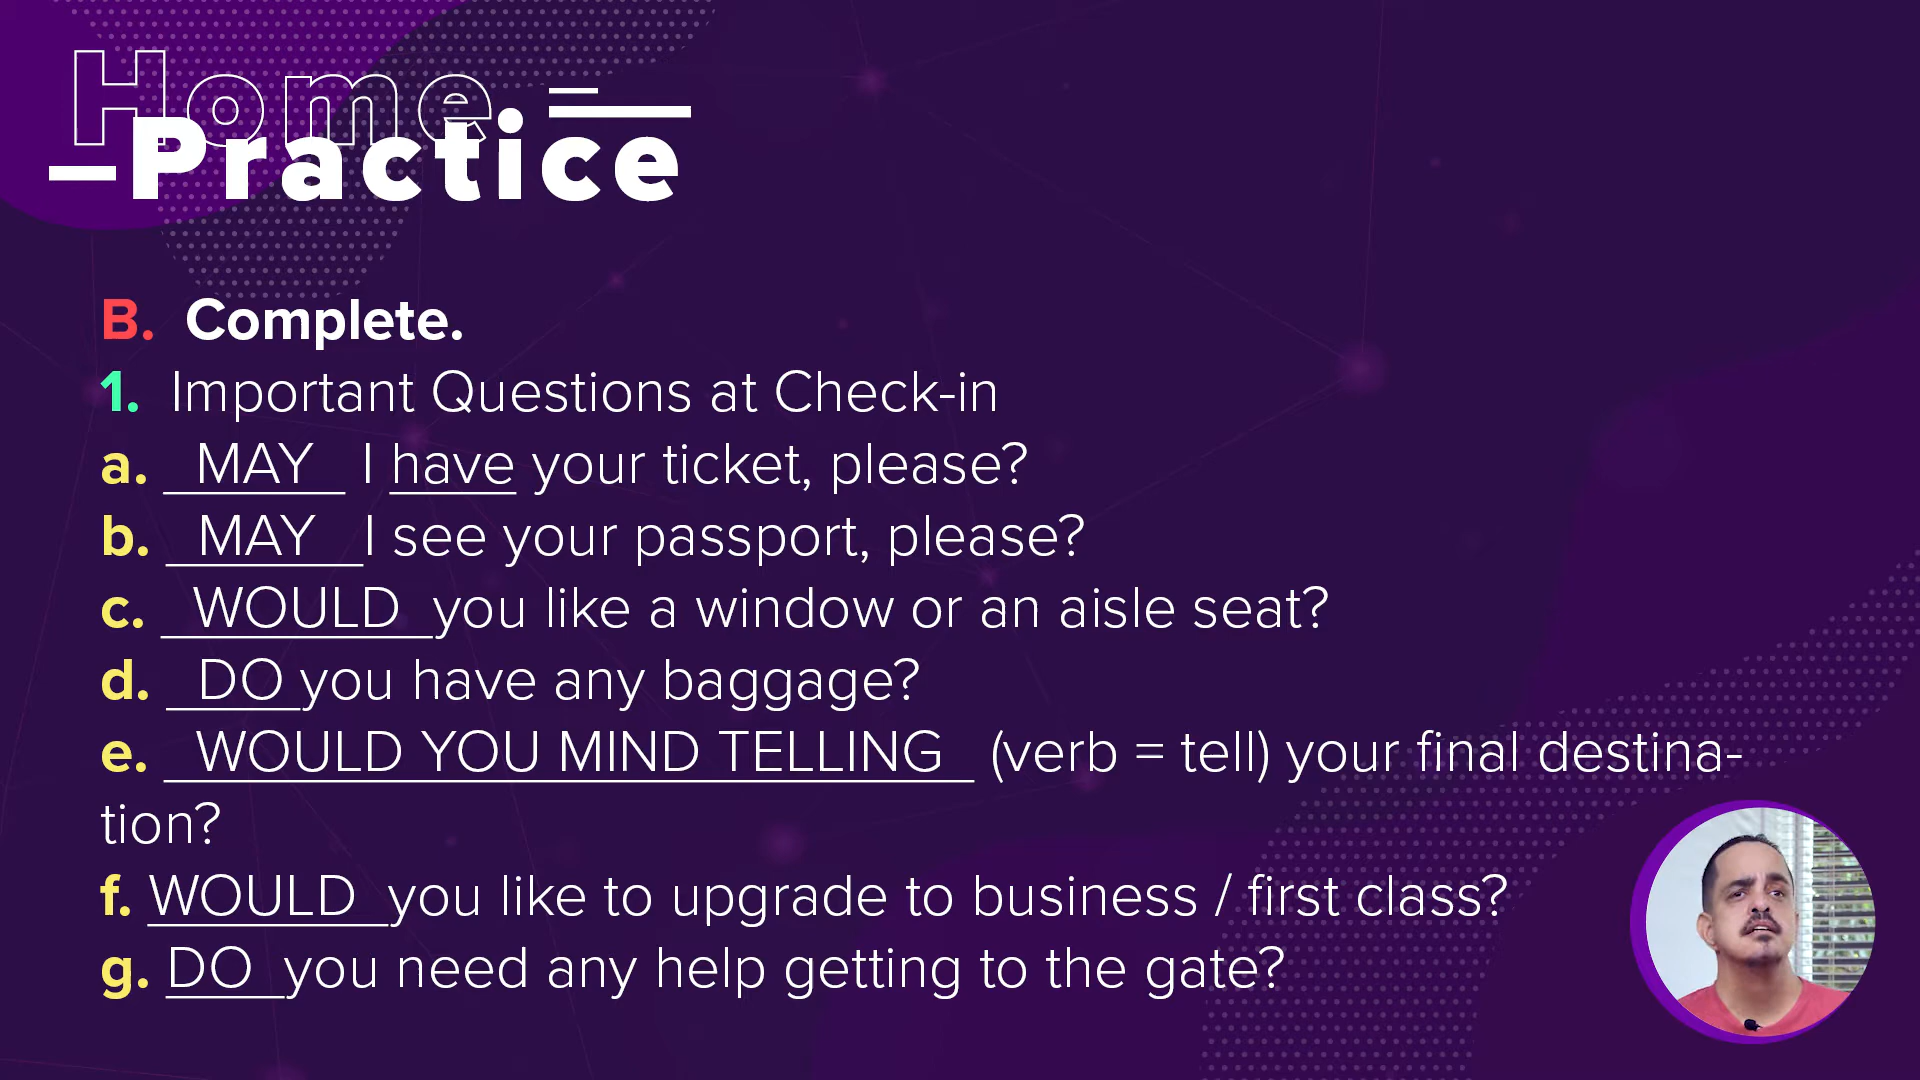 Home
Practice
B. Complete.
1. Important Questions at Check-in
a. MAY I have your ticket, please?
b. MAY I see your passport, please?
c. WOULD you like a window or an aisle seat?
d. DO you have any baggage?
e. WOULD YOU MIND TELLING (verb = tell) your final destina-
tion?
f. WOULD you like to upgrade to business / first class?
g. DO you need any help getting to the gate?